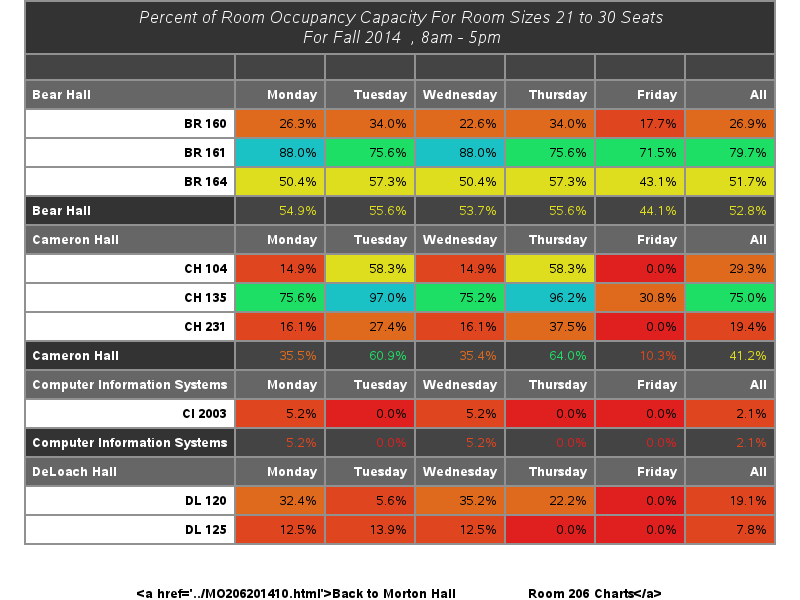 Percent of Room Occupancy Capacity For Room Sizes 21 to 30 Seats
For Fall 2014 , 8am - 5pm
Bear Hall Monday Tuesday Wednesday Thursday Friday All
BR 160 26.3% 34.0% 22.6% 34.0% 17.7% 26.9%
BR 161 88.0% 75.6% 88.0% 75.6% 71.5% 79.7%
BR 164 50.4% 57.3% 50.4% 57.3% 43.1% 51.7%
Bear Hall 54.9% 55.6% 53.7% 55.6% 44.1% 52.8%
Cameron Hall Monday Tuesday Wednesday Thursday Friday All
CH 104 14.9% 58.3% 14.9% 58.3% 0.0% 29.3%
CH 135 75.6% 97.0% 75.2% 96.2% 30.8% 75.0%
CH 231 16.1% 27.4% 16.1% 37.5% 0.0% 19.4%
Cameron Hall 35.5% 60.9% 35.4% 64.0% 10.3% 41.2%
Computer Information Systems Monday Tuesday Wednesday Thursday Friday All
CI 2003 5.2% 0.0% 5.2% 0.0% 0.0% 2.1%
Computer Information Systems 5.2% 0.0% 5.2% 0.0% 0.0% 2.1%
DeLoach Hall Monday Tuesday Wednesday Thursday Friday All
DL 120 32.4% 5.6% 35.2% 22.2% 0.0% 19.1%
DL 125 12.5% 13.9% 12.5% 0.0% 0.0% 7.8%
<a href='../MO206201410.html'>Back to Morton Hall Room 206 Charts</a>